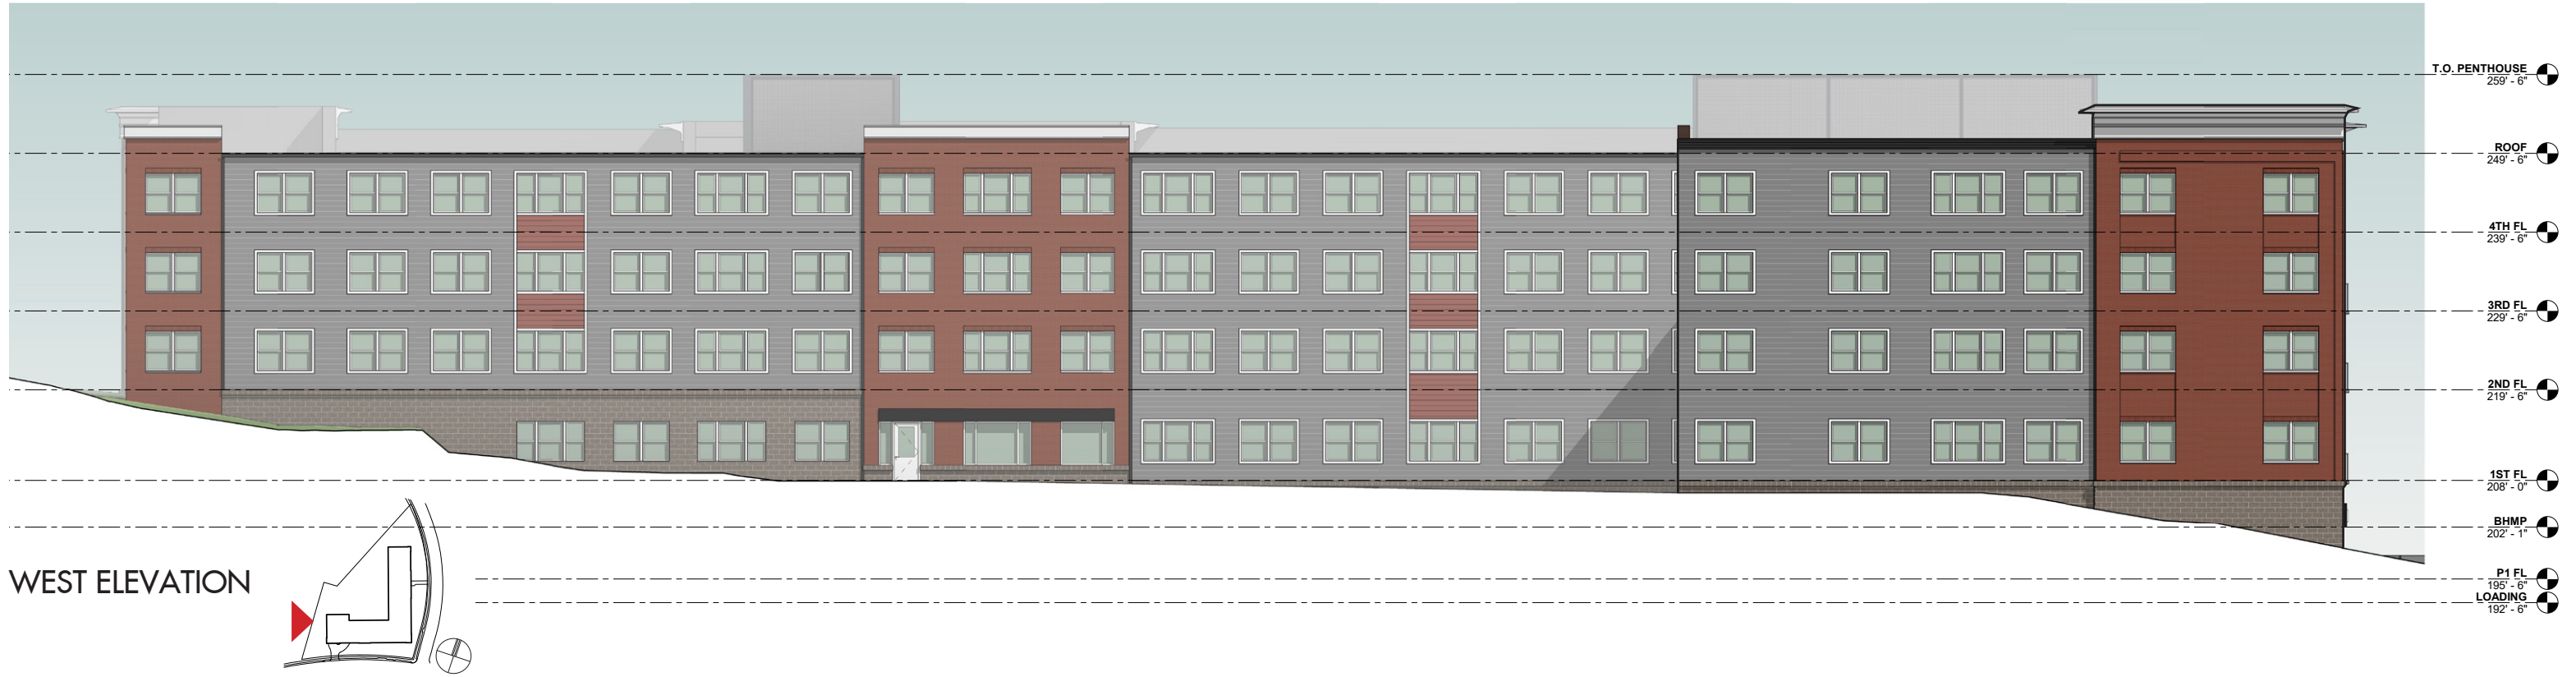 T.O. PENTHOUSE
259' - 6"
ROOF
249' - 6"
4TH FL
239' - 6"
3RD FL
229' - 6"
2ND FL
219' - 6"
1ST FL
208' - 0"
BHMP
202' - 1"
WEST ELEVATION
P1 FL
195' - 6"
LOADING
192' - 6"